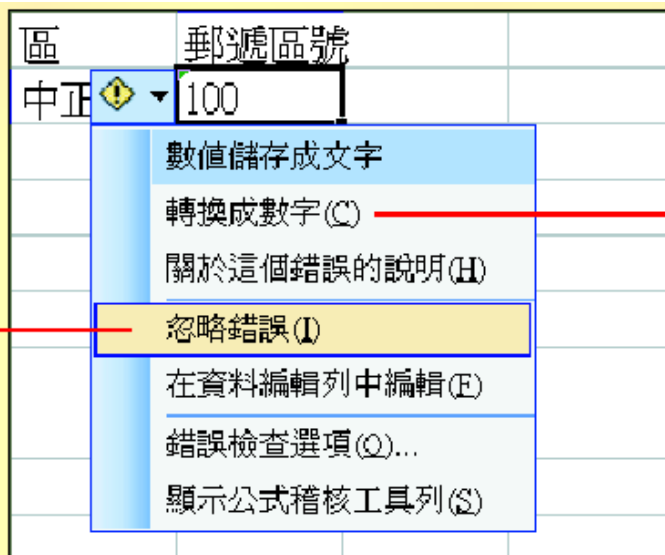 區 郵遞區號
中正 100
數值儲存成文字
轉換成數字(C)
關於這個錯誤的說明(H)
忽略錯誤(I)
在資料編輯列中編輯(F)
錯誤檢查選項(O)...
顯示公式稽核工具列(S)